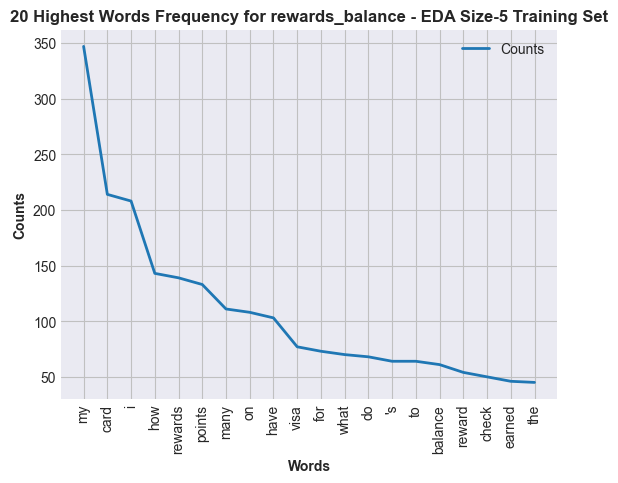 20 Highest Words Frequency for rewards_balance - EDA Size-5 Training Set
Counts
350
300
250
200
150
100
50
Counts
my
card
i
how
rewards
points
many
on
have
visa
for
what
do
's
to
balance
reward
check
earned
the
Words